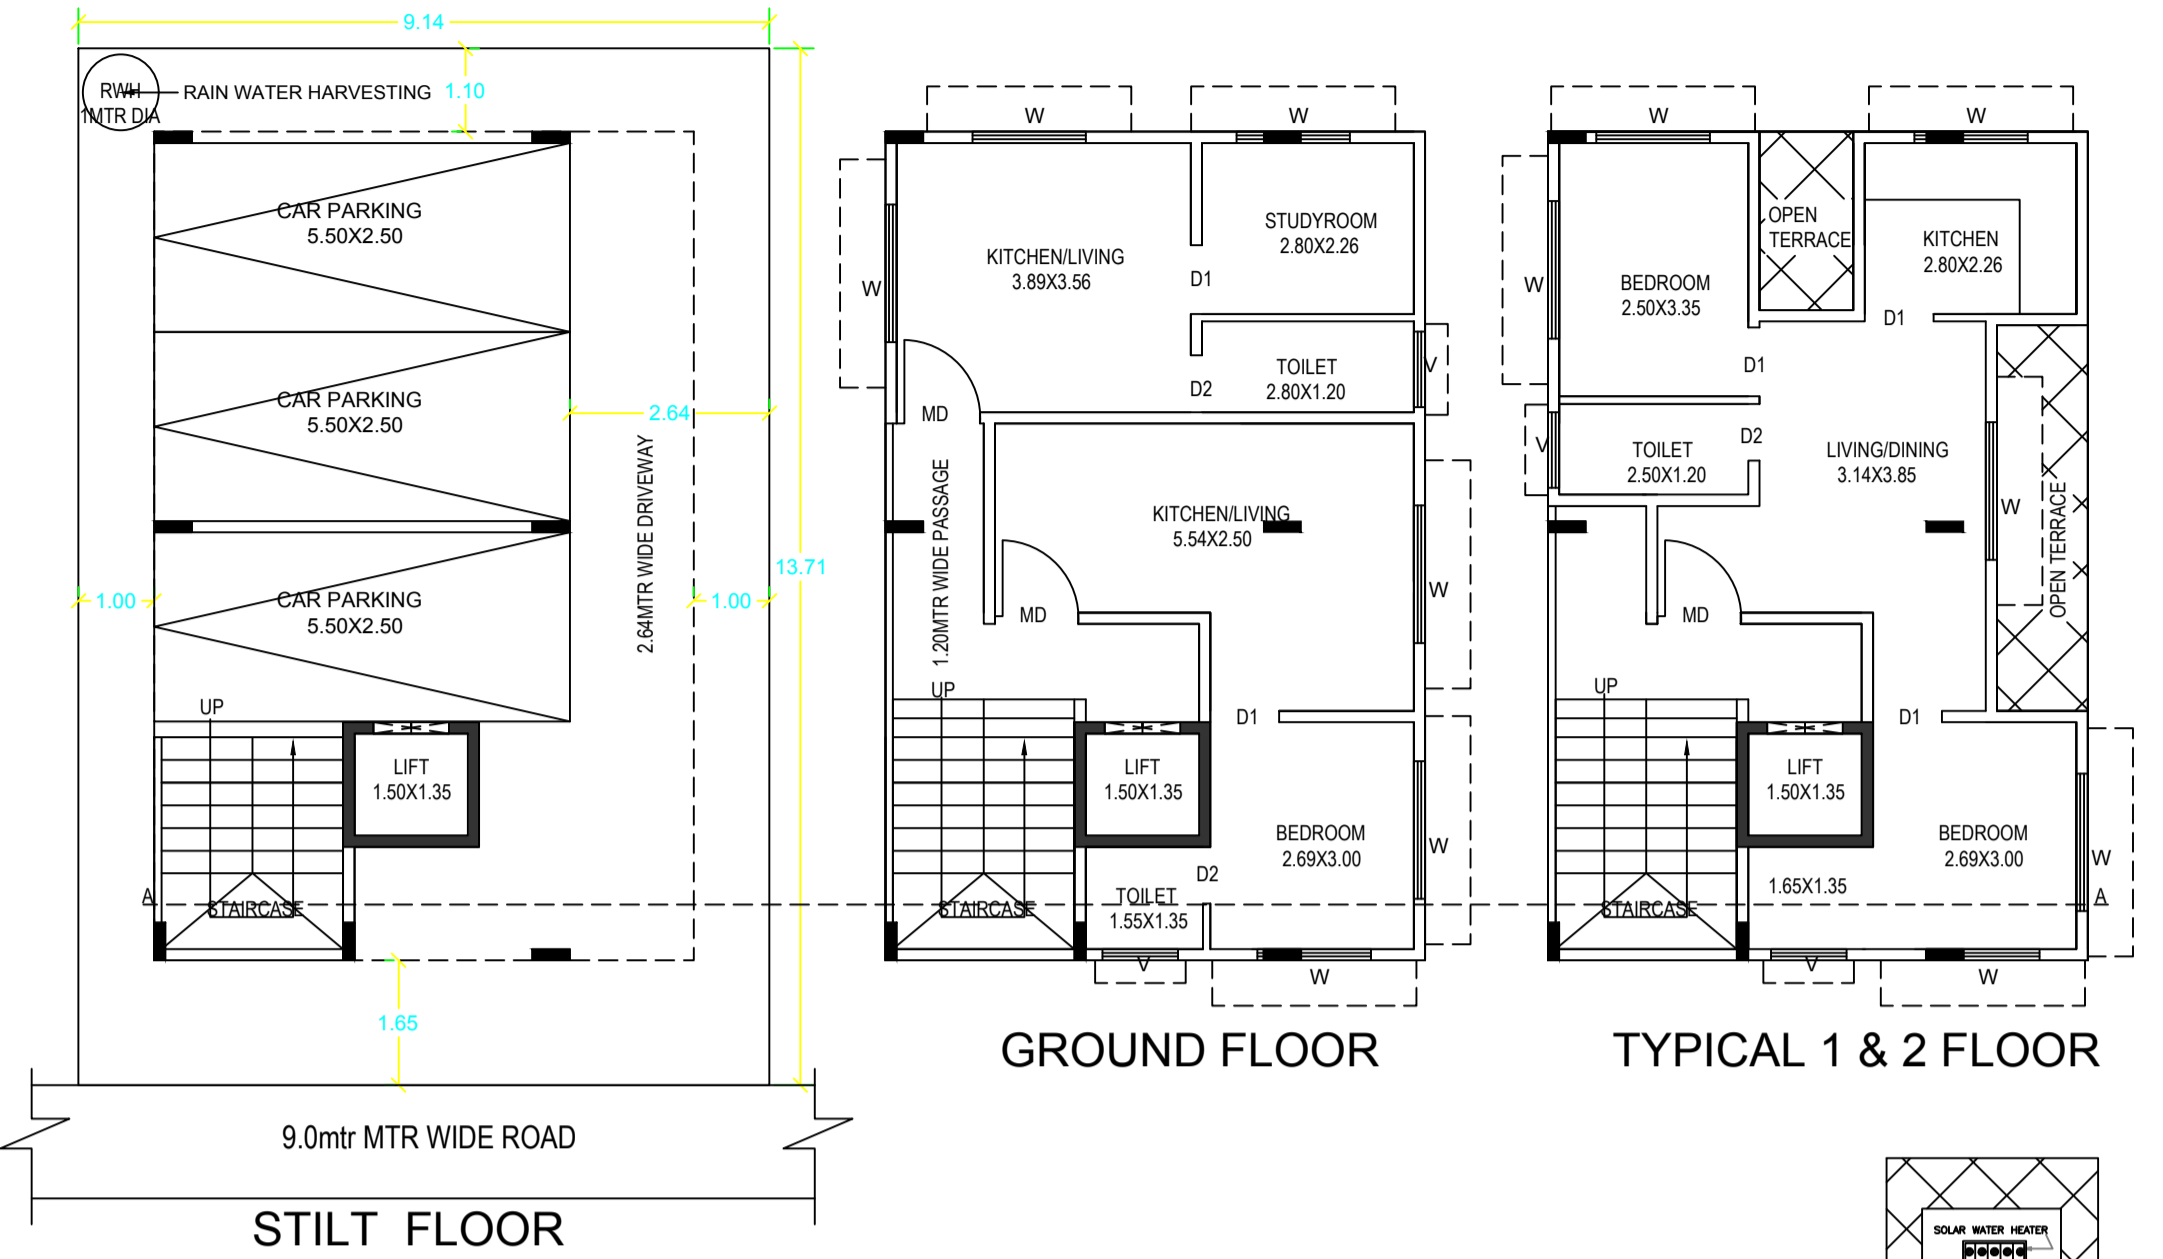 9.14
RWH
1MTR DIA
RAIN WATER HARVESTING
1.10
CAR PARKING
5.50X2.50
CAR PARKING
5.50X2.50
2.64
2.64MTR WIDE DRIVEWAY
13.71
1.00
CAR PARKING
5.50X2.50
1.00
UP
LIFT
1.50X1.35
A
STAIRCASE
1.65
9.0mtr MTR WIDE ROAD
STILT FLOOR
W
W
W
KITCHEN/LIVING
3.89X3.56
STUDYROOM
2.80X2.26
D1
TOILET
2.80X1.20
V
D2
MD
1.20MTR WIDE PASSAGE
KITCHEN/LIVING
5.54X2.50
W
MD
UP
D1
LIFT
1.50X1.35
BEDROOM
2.69X3.00
W
D2
TOILET
1.55X1.35
STAIRCASE
V
W
GROUND FLOOR
W
W
W
OPEN
TERRACE
KITCHEN
2.80X2.26
BEDROOM
2.50X3.35
D1
D1
V
TOILET
2.50X1.20
D2
LIVING/DINING
3.14X3.85
W
OPEN TERRACE
MD
UP
D1
LIFT
1.50X1.35
BEDROOM
2.69X3.00
W
1.65X1.35
A
STAIRCASE
V
W
TYPICAL 1 & 2 FLOOR
SOLAR WATER HEATER